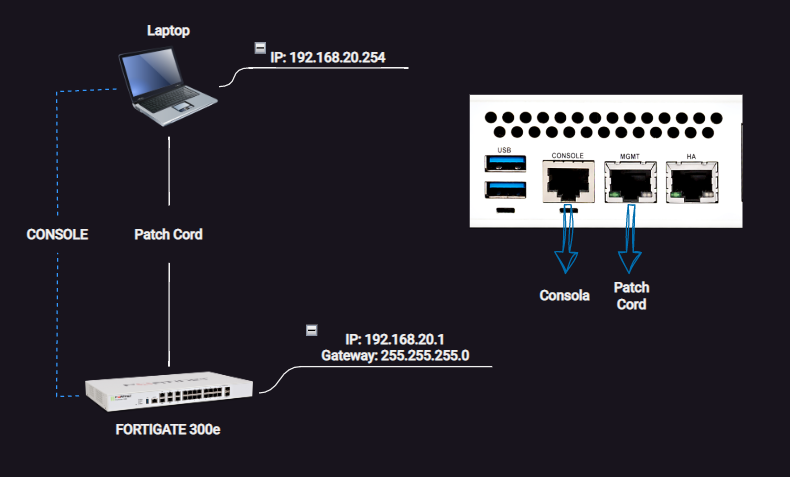 Laptop
IP: 192.168.20.254
USB
CONSOLE
MGMT
HA
CONSOLE
Patch Cord
Consola
Patch
Cord
IP: 192.168.20.1
Gateway: 255.255.255.0
FORTIGATE 300e